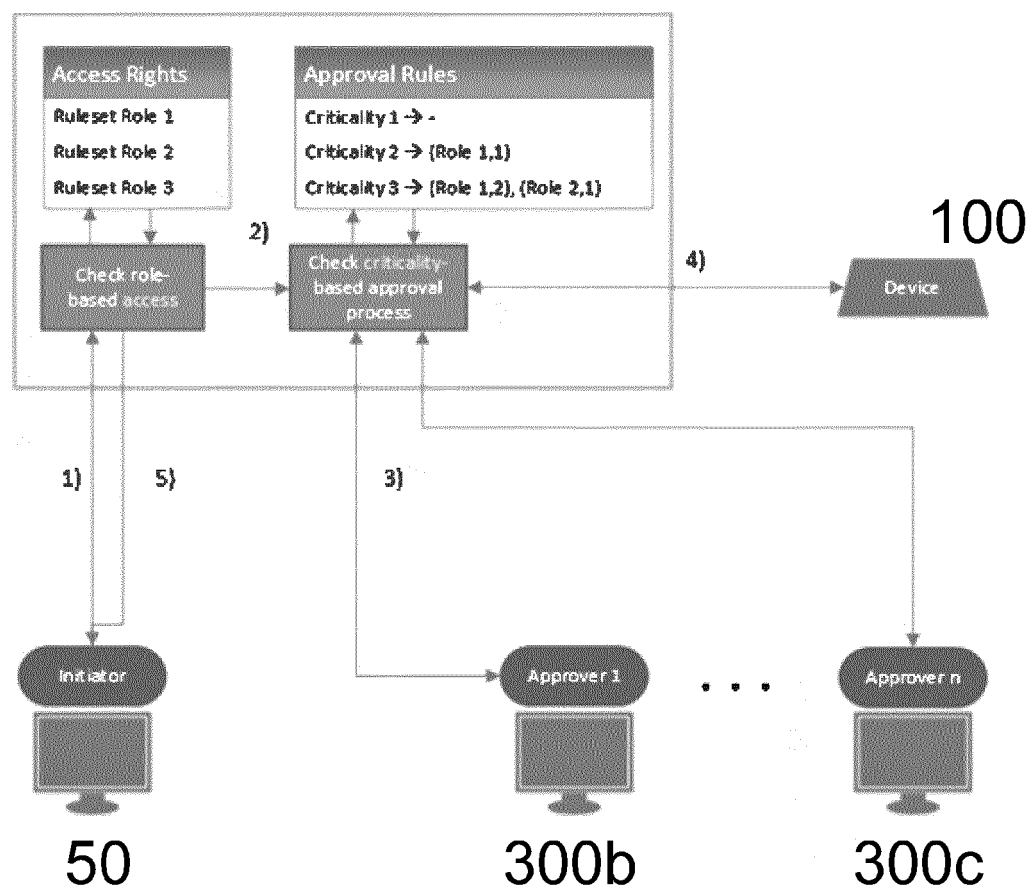 Access Rights
Ruleset Role 1
Ruleset Role 2
Ruleset Role 3
Approval Rules
Criticality 1 → -
Criticality 2 → (Role 1,1)
Criticality 3 → (Role 1,2), (Role 2,1)
2)
Check role-
based access
Check criticality-
based approval
process
4)
100
Device
1)
5)
3)
Initiator
Approver 1
. . .
Approver n
50
300b
300c